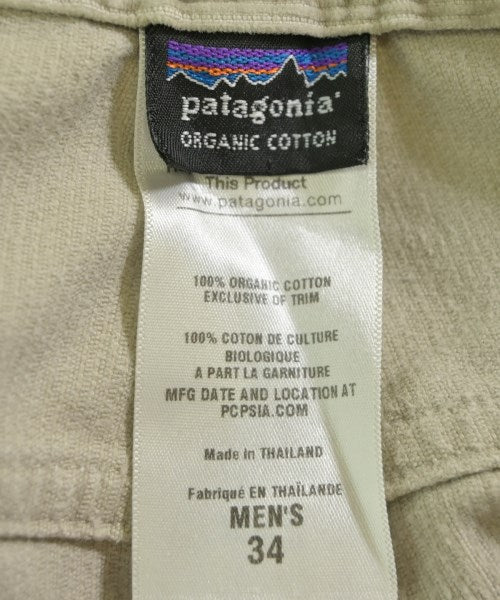 patagonia®
ORGANIC COTTON
This Product
www.patagonia.com
100% ORGANIC COTTON
EXCLUSIVE OF TRIM
100% COTON DE CULTURE
BIOLOGIQUE
A PART LA GARNITURE
MFG DATE AND LOCATION AT
PCPSIA.COM
Made in THAILAND
Fabriqué EN THAÏLANDE
MEN'S
34